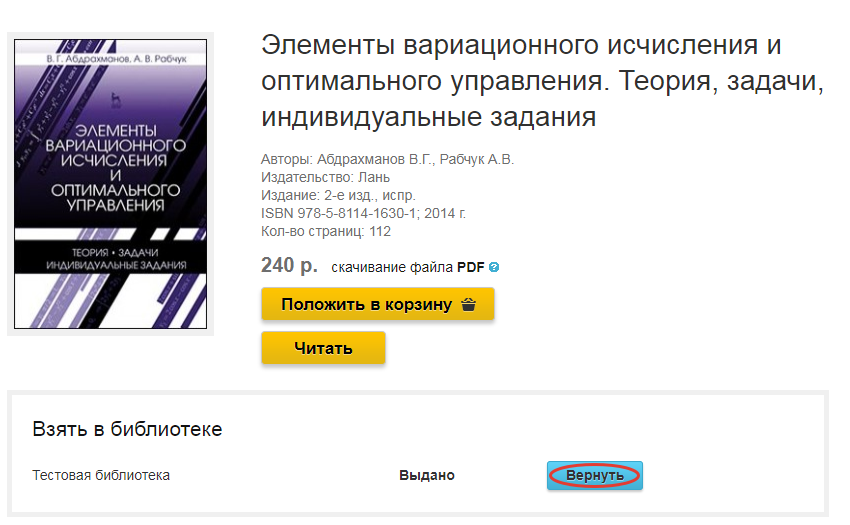 В. Г. Абдрахманов, А. В. Рабчук
ЭЛЕМЕНТЫ
ВАРИАЦИОННОГО
ИСЧИСЛЕНИЯ
И
ОПТИМАЛЬНОГО
УПРАВЛЕНИЯ
ТЕОРИЯ • ЗАДАЧИ
ИНДИВИДУАЛЬНЫЕ ЗАДАНИЯ
Элементы вариационного исчисления и
оптимального управления. Теория, задачи,
индивидуальные задания
Авторы: Абдрахманов В.Г., Рабчук А.В.
Издательство: Лань
Издание: 2-е изд., испр.
ISBN 978-5-8114-1630-1; 2014 г.
Кол-во страниц: 112
240 р. скачивание файла PDF ?
Положить в корзину
Читать
Взять в библиотеке
Тестовая библиотека Выдано Вернуть